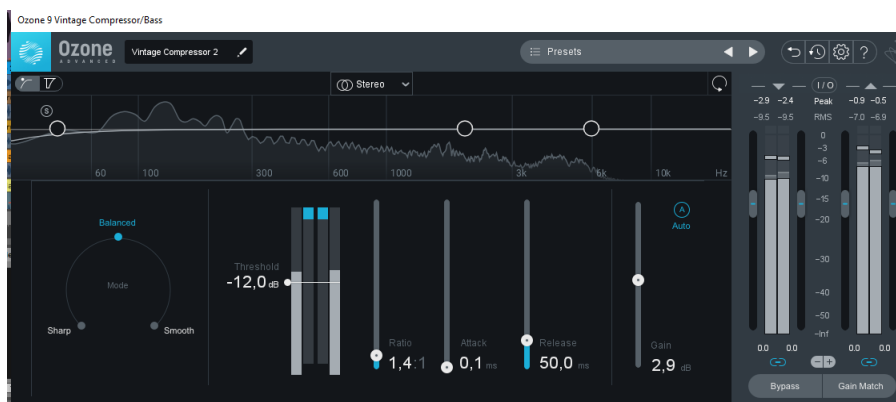 Ozone 9 Vintage Compressor/Bass
Ozone
ADVANCED
Vintage Compressor 2
Presets
Stereo
I/O
-2.9 -2.4 Peak -0.9 -0.5
-9.5 -9.5 RMS -7.0 -6.9
S
60 100 300 600 1000 3k 6k 10k Hz
0
-3
-6
-10
-15
-20
-30
-40
-50
-Inf
Balanced
Mode
Sharp
Smooth
Threshold
-12,0 dB
Ratio
1,4:1
Attack
0,1 ms
Release
50,0 ms
A
Auto
Gain
2,9 dB
0.0 0.0 0.0 0.0
Bypass
Gain Match